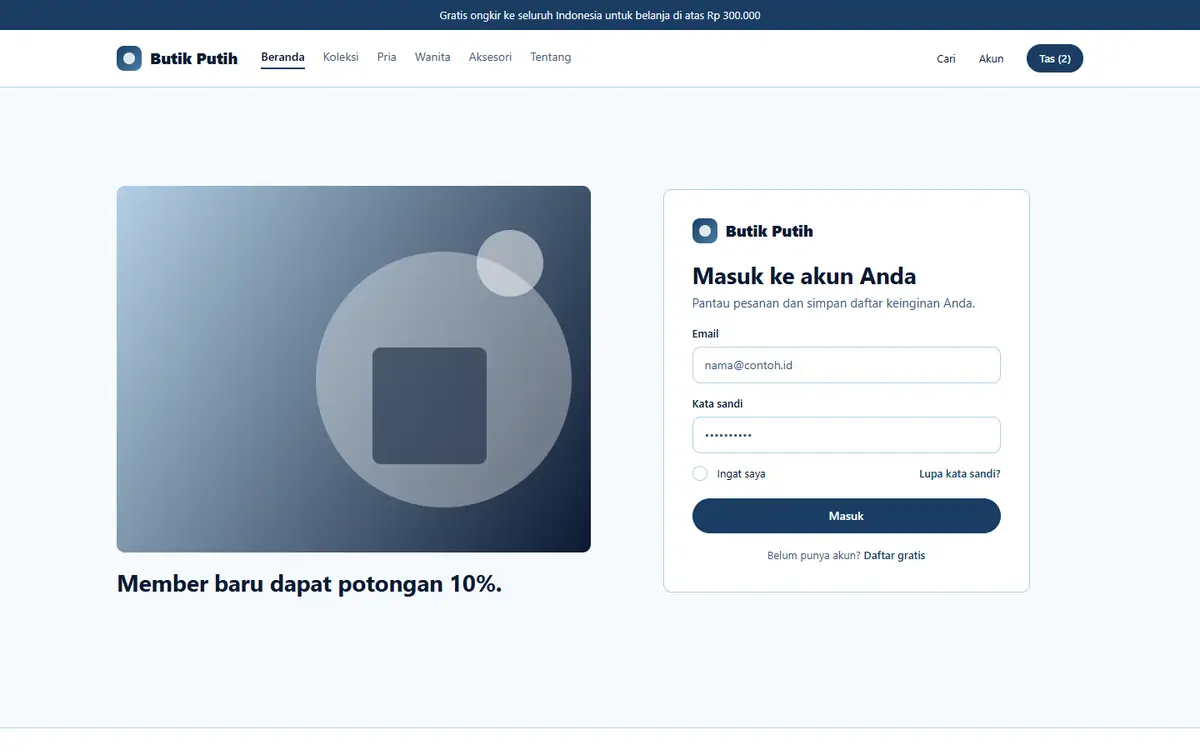 Gratis ongkir ke seluruh Indonesia untuk belanja di atas Rp 300.000
Butik Putih Beranda Koleksi Pria Wanita Aksesori Tentang Cari Akun Tas (2)
Butik Putih
Masuk ke akun Anda
Pantau pesanan dan simpan daftar keinginan Anda.
Email
nama@contoh.id
Kata sandi
••••••••••
Ingat saya Lupa kata sandi?
Masuk
Belum punya akun? Daftar gratis
Member baru dapat potongan 10%.